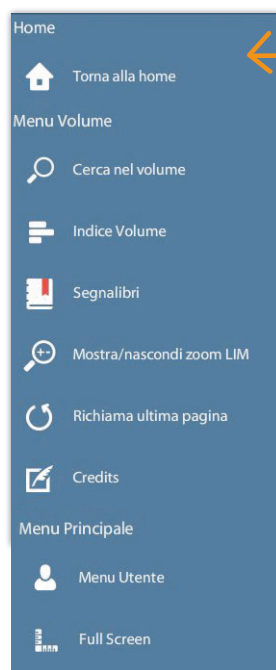 Home
Torna alla home
Menu Volume
Cerca nel volume
Indice Volume
Segnalibri
Mostra/nascondi zoom LIM
Richiama ultima pagina
Credits
Menu Principale
Menu Utente
Full Screen